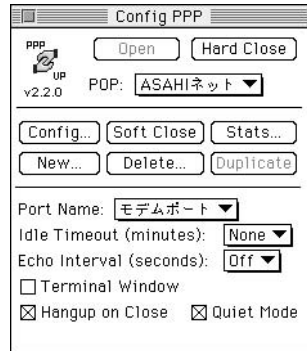 Config PPP
PPP
Open Hard Close
UP
v2.2.0 POP: ASAHIネット
Config... Soft Close Stats...
New... Delete... Duplicate
Port Name: モデムポート
Idle Timeout (minutes): None
Echo Interval (seconds): Off
Terminal Window
Hangup on Close Quiet Mode